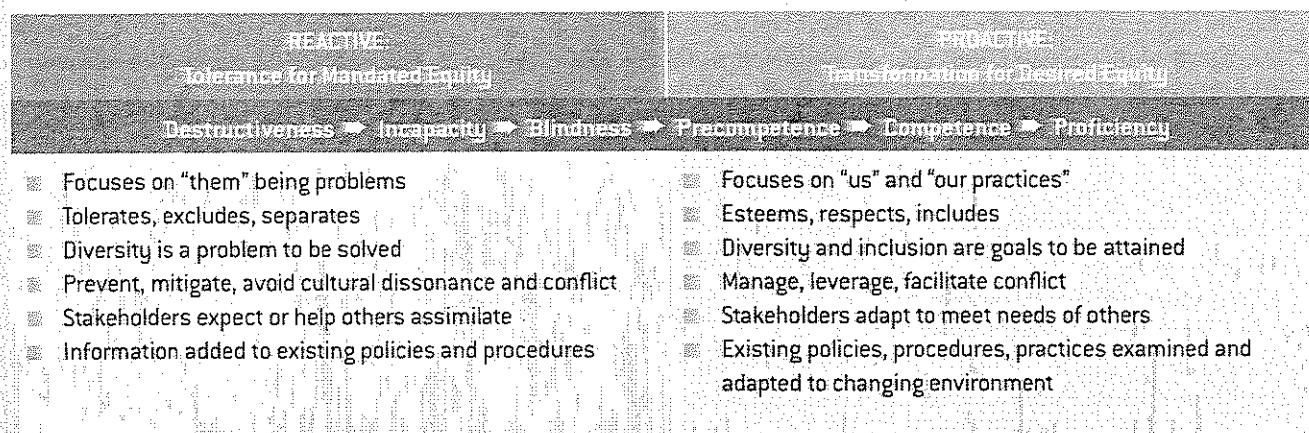 REACTIVE
Tolerance for Mandated Equity
PROACTIVE
Transformation for Desired Equity
Destructiveness ➡ Incapacity ➡ Blindness ➡ Precompetence ➡ Competence ➡ Proficiency
Focuses on “them” being problems
Tolerates, excludes, separates
Diversity is a problem to be solved
Prevent, mitigate, avoid cultural dissonance and conflict
Stakeholders expect or help others assimilate
Information added to existing policies and procedures
Focuses on “us” and “our practices”
Esteems, respects, includes
Diversity and inclusion are goals to be attained
Manage, leverage, facilitate conflict
Stakeholders adapt to meet needs of others
Existing policies, procedures, practices examined and
adapted to changing environment